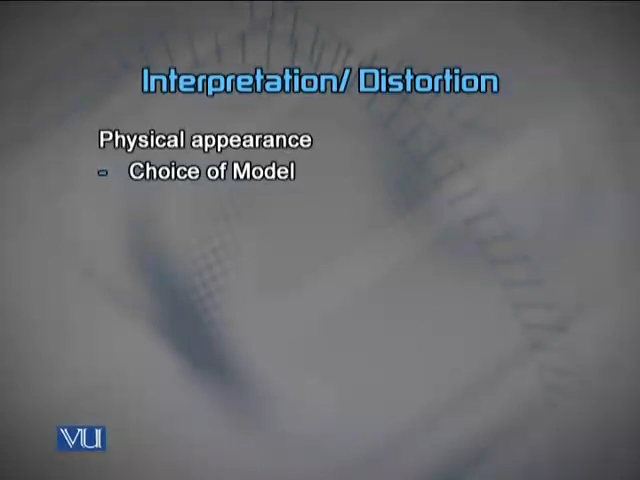 Interpretation/ Distortion
Physical appearance
- Choice of Model
VU